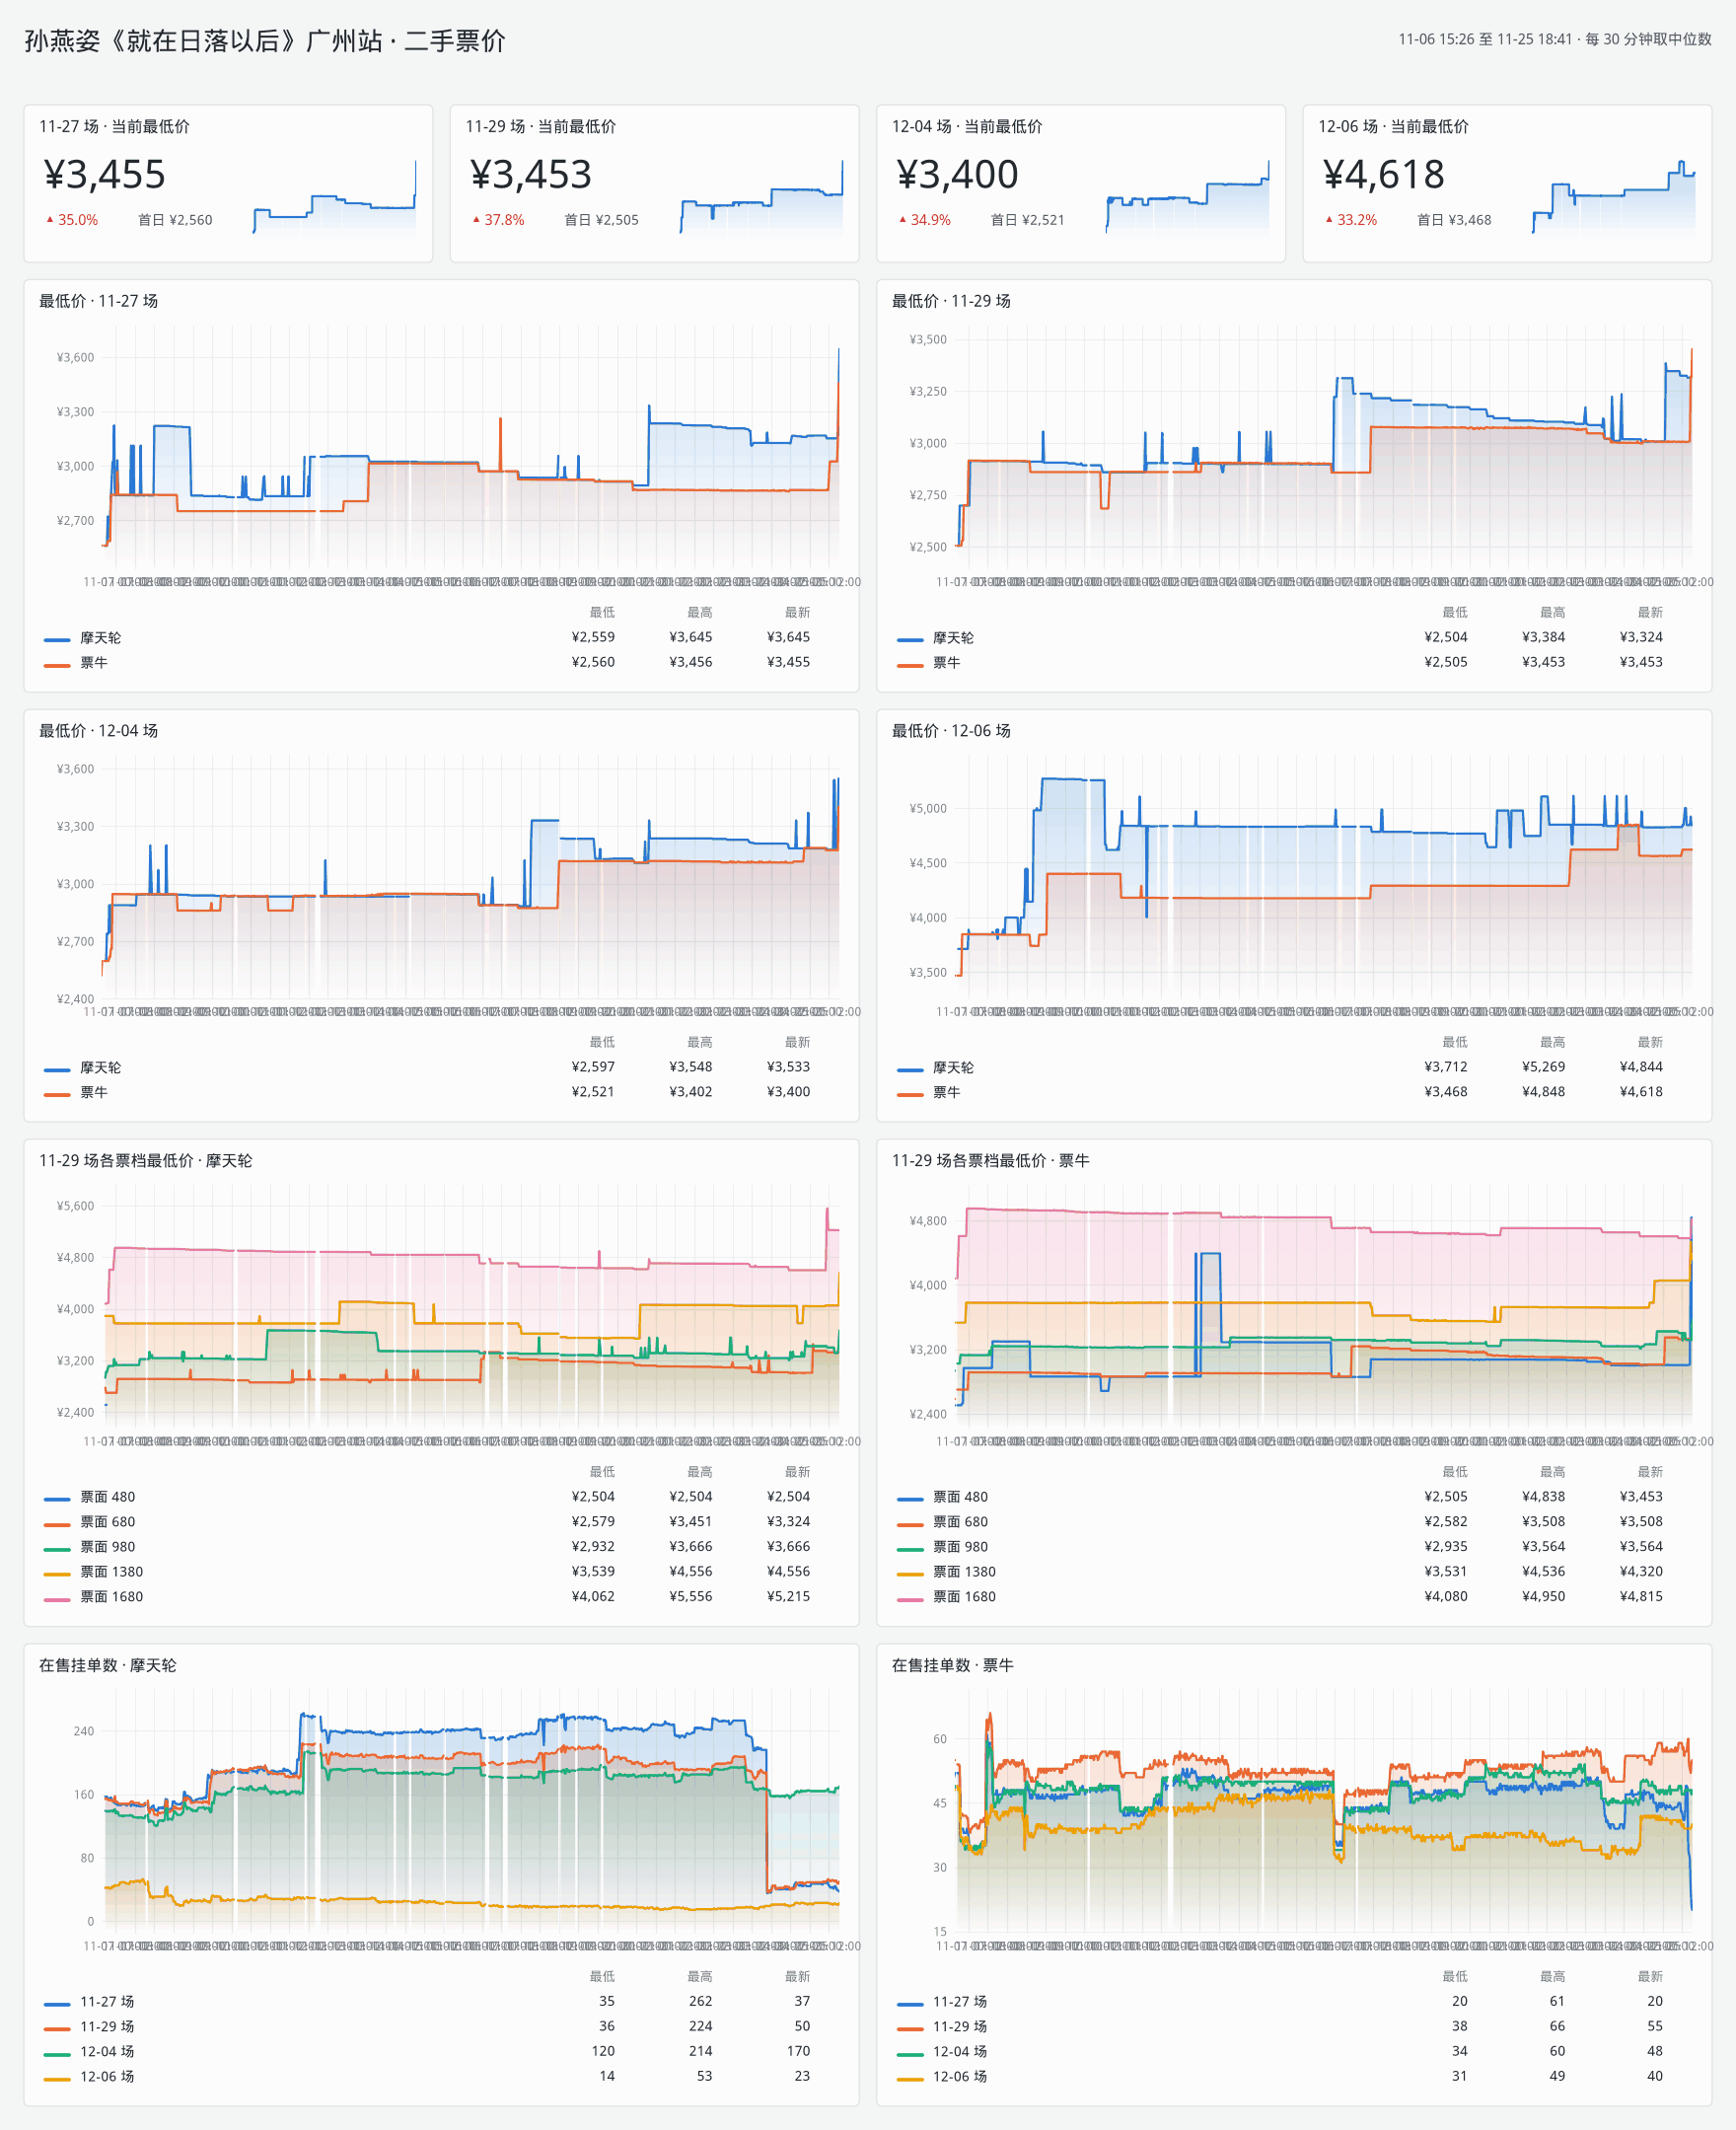 孙燕姿《就在日落以后》广州站 · 二手票价
11-06 15:26 至 11-25 18:41 · 每 30 分钟取中位数
11-27 场 · 当前最低价
¥3,455
▲ 35.0% 首日 ¥2,560
11-29 场 · 当前最低价
¥3,453
▲ 37.8% 首日 ¥2,505
12-04 场 · 当前最低价
¥3,400
▲ 34.9% 首日 ¥2,521
12-06 场 · 当前最低价
¥4,618
▲ 33.2% 首日 ¥3,468
最低价 · 11-27 场
¥3,600
¥3,300
¥3,000
¥2,700
最低 最高 最新
摩天轮 ¥2,559 ¥3,645 ¥3,645
票牛 ¥2,560 ¥3,456 ¥3,455
最低价 · 11-29 场
¥3,500
¥3,250
¥3,000
¥2,750
¥2,500
最低 最高 最新
摩天轮 ¥2,504 ¥3,384 ¥3,324
票牛 ¥2,505 ¥3,453 ¥3,453
最低价 · 12-04 场
¥3,600
¥3,300
¥3,000
¥2,700
¥2,400
最低 最高 最新
摩天轮 ¥2,597 ¥3,548 ¥3,533
票牛 ¥2,521 ¥3,402 ¥3,400
最低价 · 12-06 场
¥5,000
¥4,500
¥4,000
¥3,500
最低 最高 最新
摩天轮 ¥3,712 ¥5,269 ¥4,844
票牛 ¥3,468 ¥4,848 ¥4,618
11-29 场各票档最低价 · 摩天轮
¥5,600
¥4,800
¥4,000
¥3,200
¥2,400
最低 最高 最新
票面 480 ¥2,504 ¥2,504 ¥2,504
票面 680 ¥2,579 ¥3,451 ¥3,324
票面 980 ¥2,932 ¥3,666 ¥3,666
票面 1380 ¥3,539 ¥4,556 ¥4,556
票面 1680 ¥4,062 ¥5,556 ¥5,215
11-29 场各票档最低价 · 票牛
¥4,800
¥4,000
¥3,200
¥2,400
最低 最高 最新
票面 480 ¥2,505 ¥4,838 ¥3,453
票面 680 ¥2,582 ¥3,508 ¥3,508
票面 980 ¥2,935 ¥3,564 ¥3,564
票面 1380 ¥3,531 ¥4,536 ¥4,320
票面 1680 ¥4,080 ¥4,950 ¥4,815
在售挂单数 · 摩天轮
240
160
80
0
最低 最高 最新
11-27 场 35 262 37
11-29 场 36 224 50
12-04 场 120 214 170
12-06 场 14 53 23
在售挂单数 · 票牛
60
45
30
15
最低 最高 最新
11-27 场 20 61 20
11-29 场 38 66 55
12-04 场 34 60 48
12-06 场 31 49 40